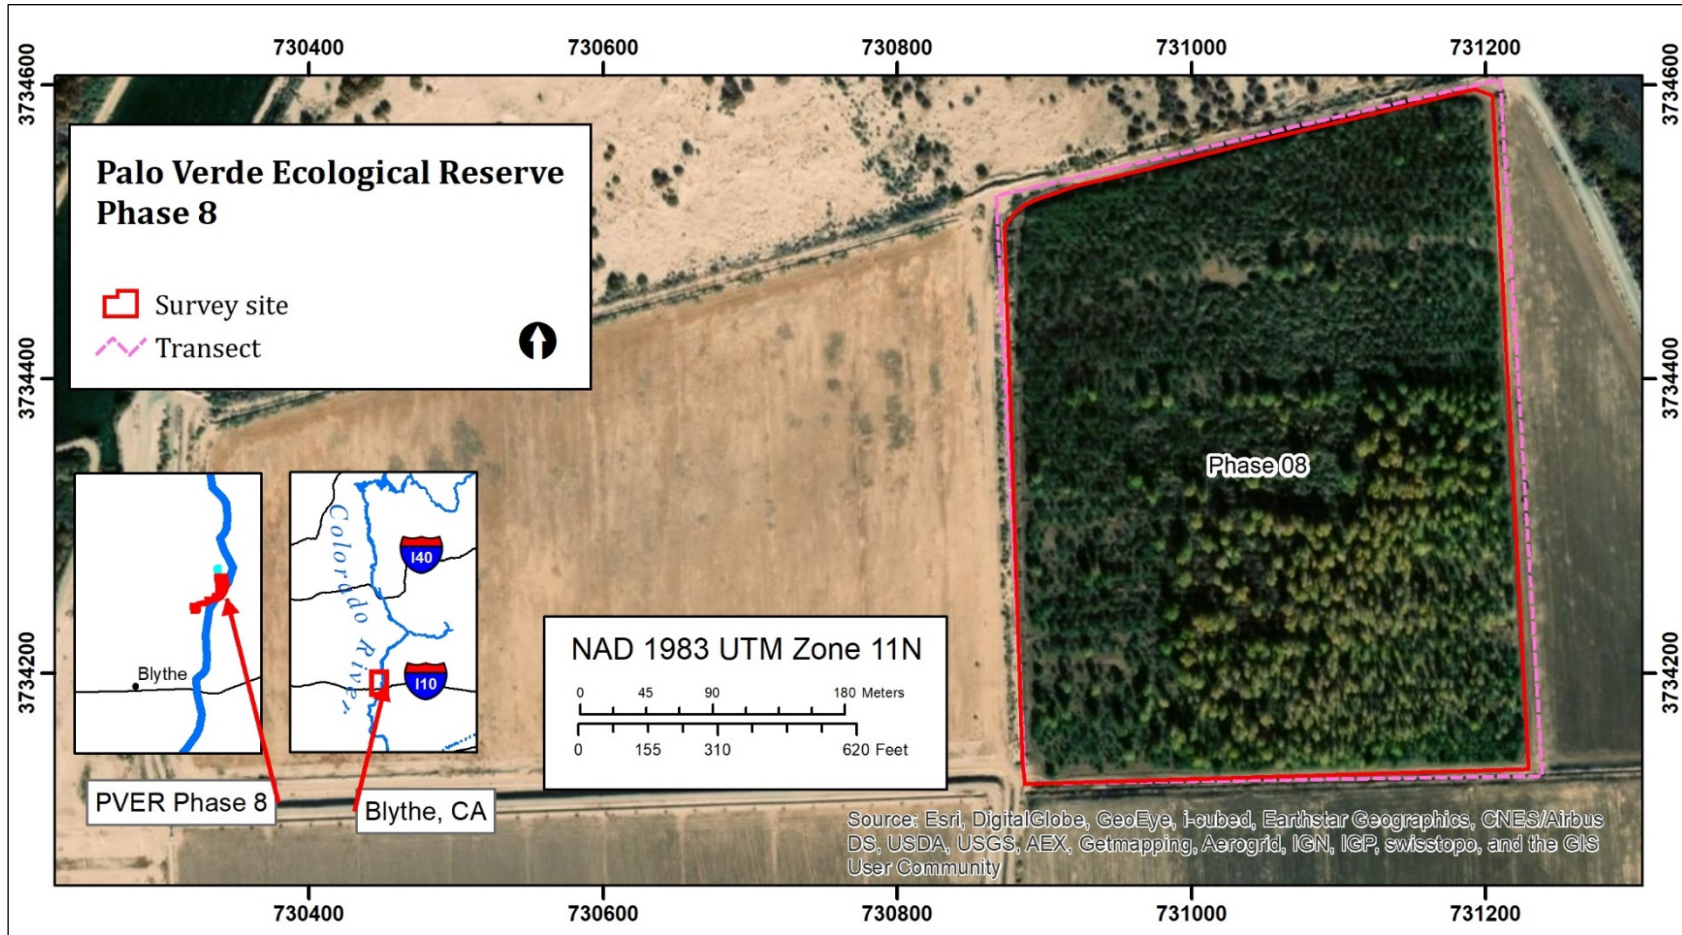 730400 730600 730800 731000 731200
3734600
3734600
Palo Verde Ecological Reserve
Phase 8
Survey site
Transect
3734400
3734400
Phase 08
Blythe
Colorado River
I40
I10
NAD 1983 UTM Zone 11N
0 45 90 180 Meters
0 155 310 620 Feet
3734200
3734200
PVER Phase 8
Blythe, CA
Source: Esri, DigitalGlobe, GeoEye, i-cubed, Earthstar Geographics, CNES/Airbus
DS, USDA, USGS, AEX, Getmapping, Aerogrid, IGN, IGP, swisstopo, and the GIS
User Community
730400 730600 730800 731000 731200